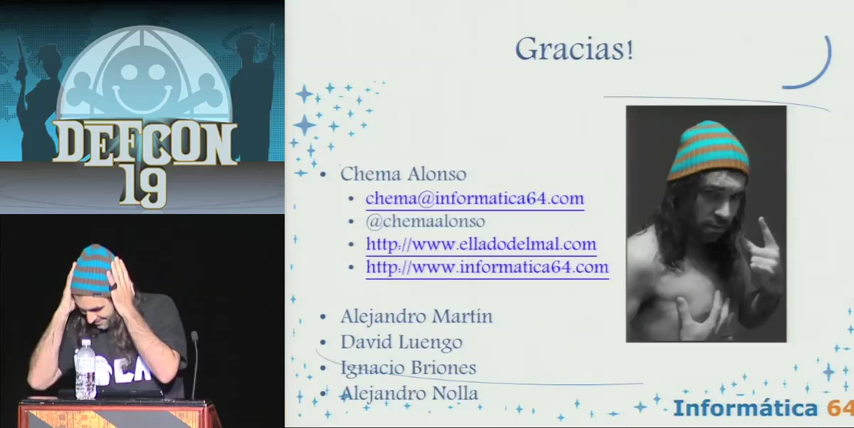 DEFCON
19
Gracias!
Chema Alonso
chema@informatica64.com
@chemaalonso
http://www.elladodelmal.com
http://www.informatica64.com
Alejandro Martín
David Luengo
Ignacio Briones
Alejandro Nolla
Informática 64